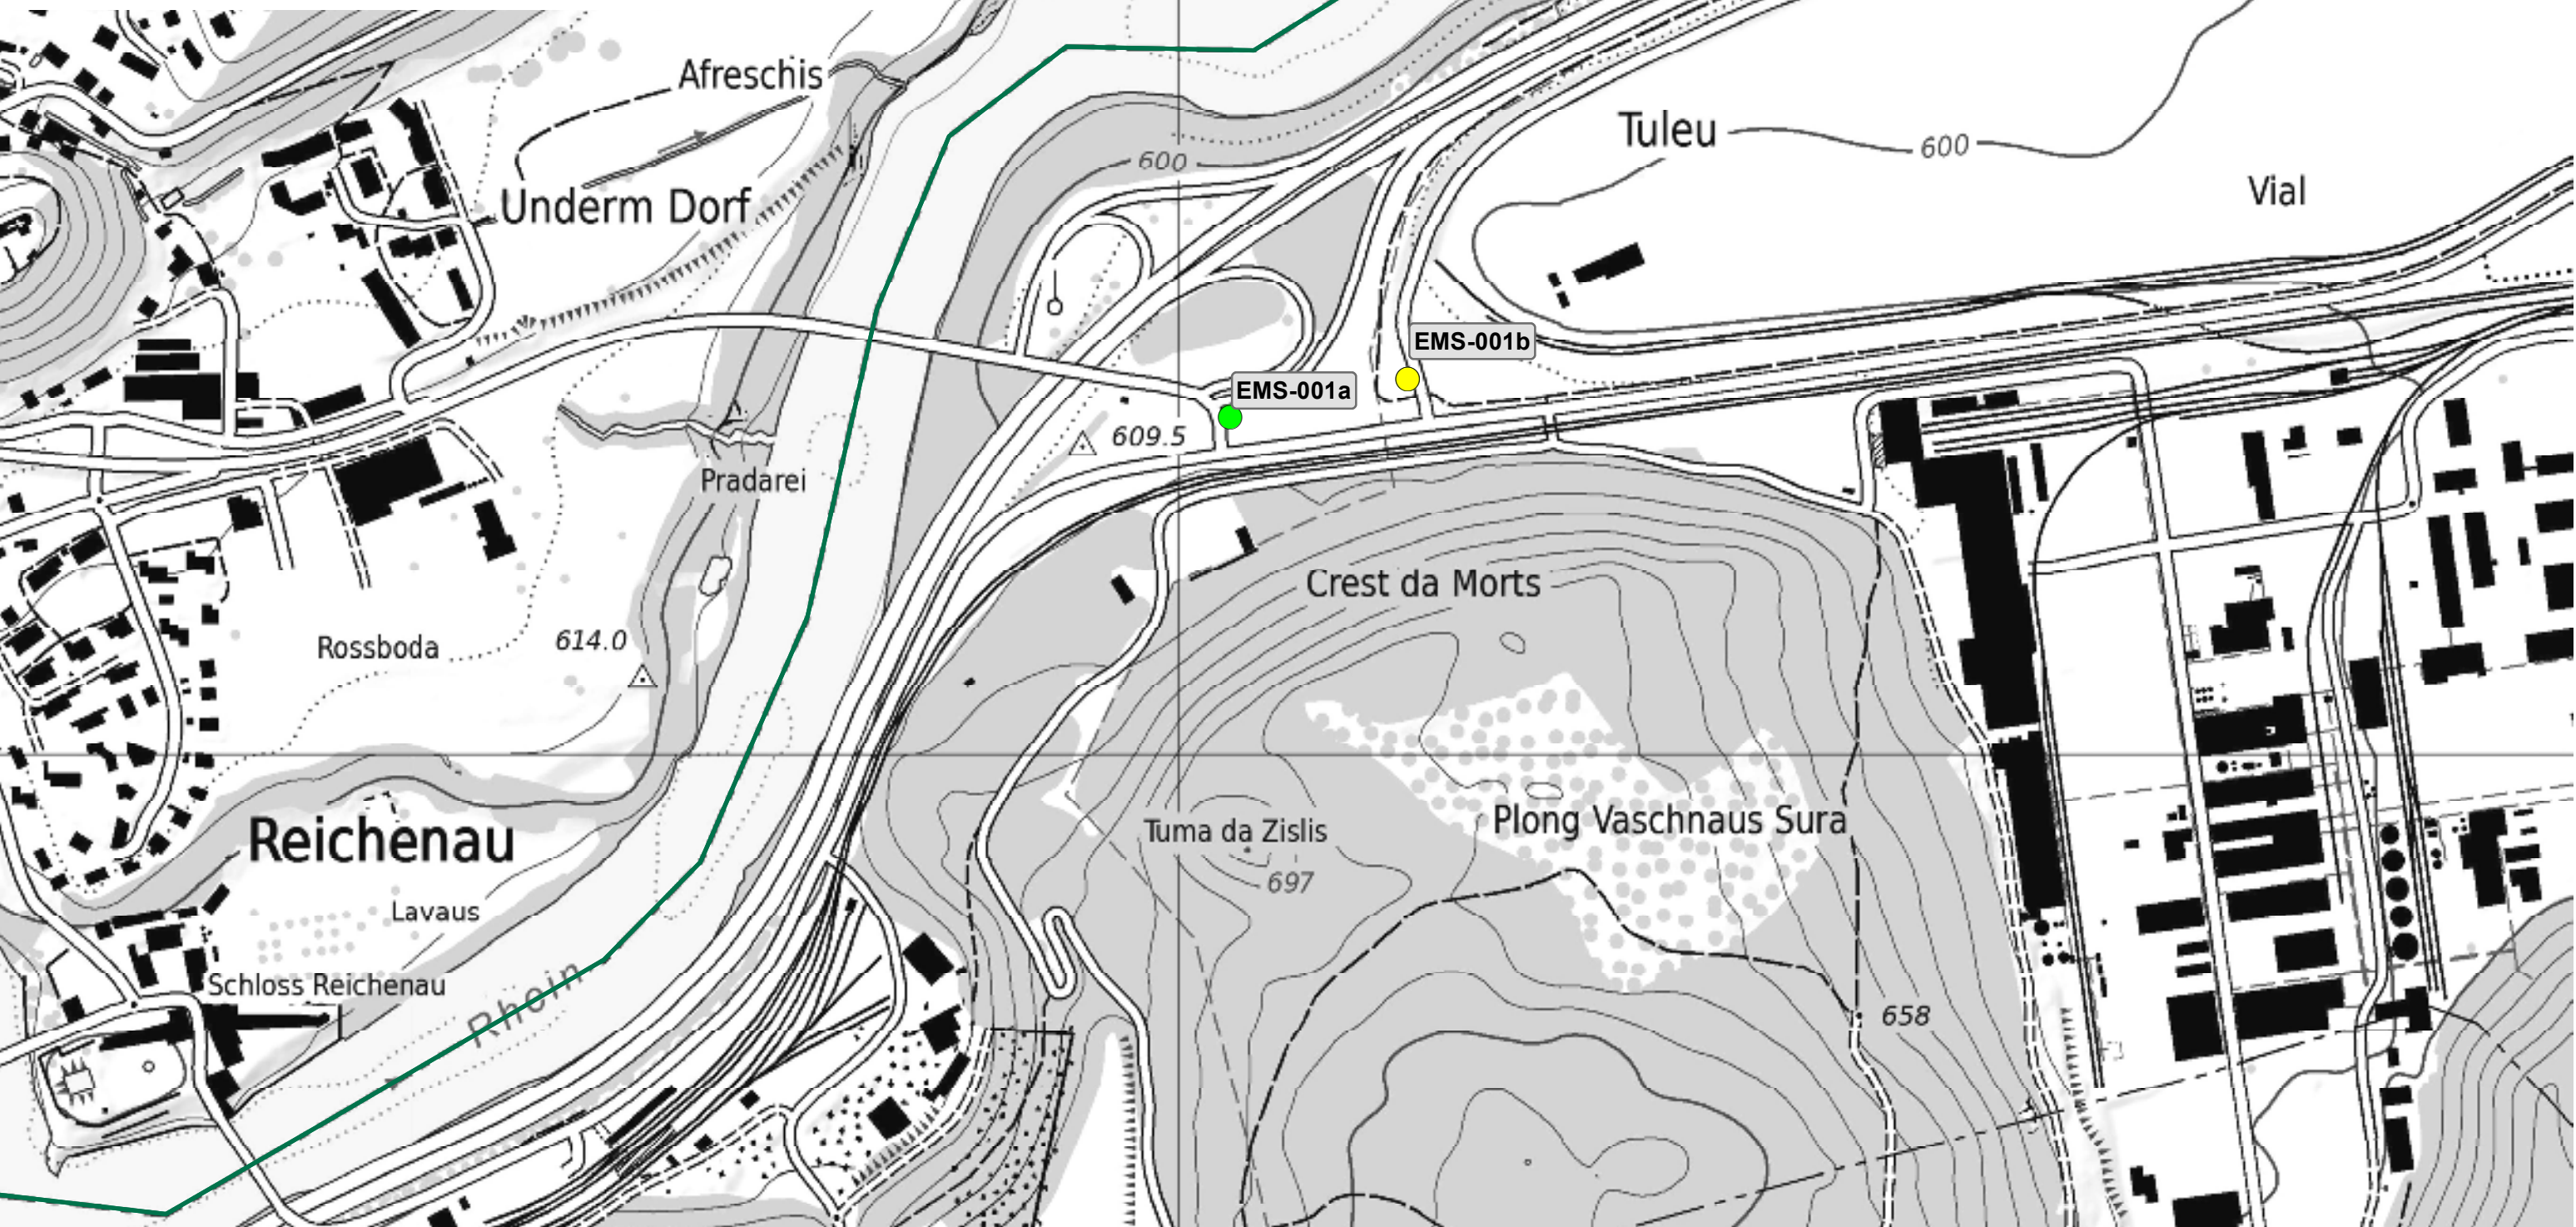 Afreschis
Tuleu
600
600
Vial
Underm Dorf
EMS-001b
EMS-001a
609.5
Pradarei
Crest da Morts
614.0
Rossboda
Plong Vaschnaus Sura
Tuma da Zislis
Reichenau
697
Lavaus
Schloss Reichenau
Rhein
658